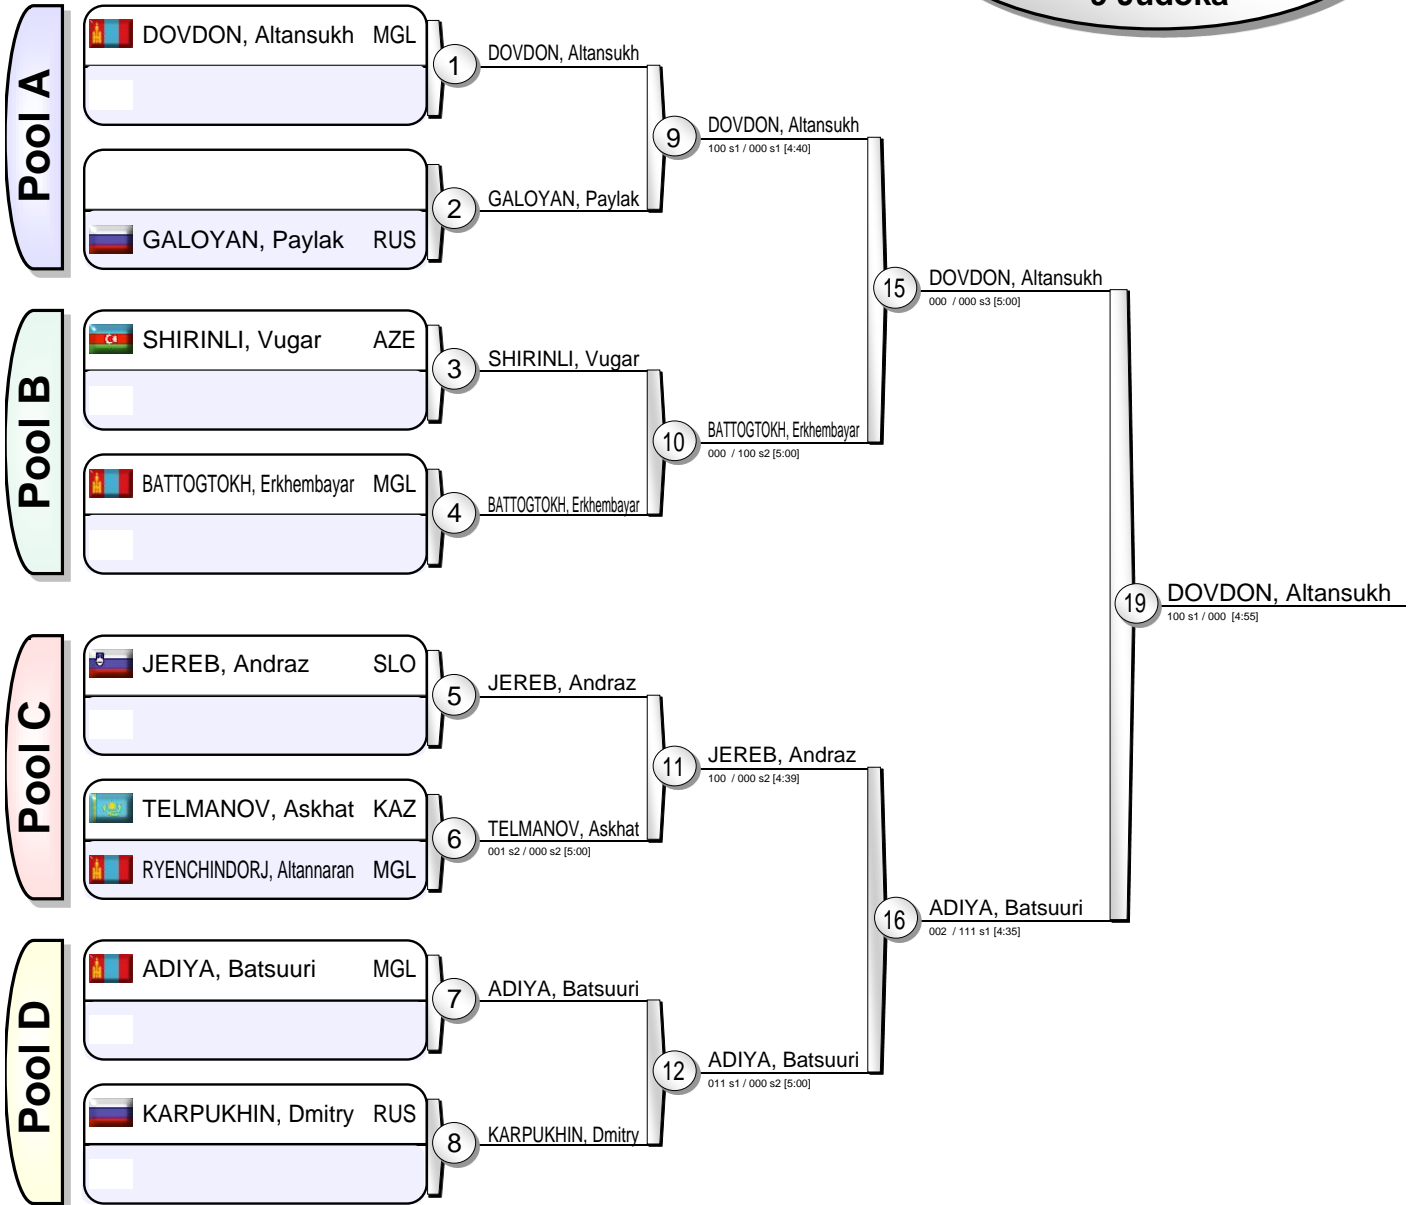 9 Judoka
Pool A
DOVDON, Altansukh MGL
1
DOVDON, Altansukh
GALOYAN, Paylak RUS
2
GALOYAN, Paylak
9
DOVDON, Altansukh
100 s1 / 000 s1 [4:40]
Pool B
SHIRINLI, Vugar AZE
3
SHIRINLI, Vugar
BATTOGTOKH, Erkhembayar MGL
4
BATTOGTOKH, Erkhembayar
10
BATTOGTOKH, Erkhembayar
000 / 100 s2 [5:00]
15
DOVDON, Altansukh
000 / 000 s3 [5:00]
Pool C
JEREB, Andraz SLO
5
JEREB, Andraz
TELMANOV, Askhat KAZ
RYENCHINDORJ, Altannaran MGL
6
TELMANOV, Askhat
001 s2 / 000 s2 [5:00]
11
JEREB, Andraz
100 / 000 s2 [4:39]
Pool D
ADIYA, Batsuuri MGL
7
ADIYA, Batsuuri
KARPUKHIN, Dmitry RUS
8
KARPUKHIN, Dmitry
12
ADIYA, Batsuuri
011 s1 / 000 s2 [5:00]
16
ADIYA, Batsuuri
002 / 111 s1 [4:35]
19
DOVDON, Altansukh
100 s1 / 000 [4:55]